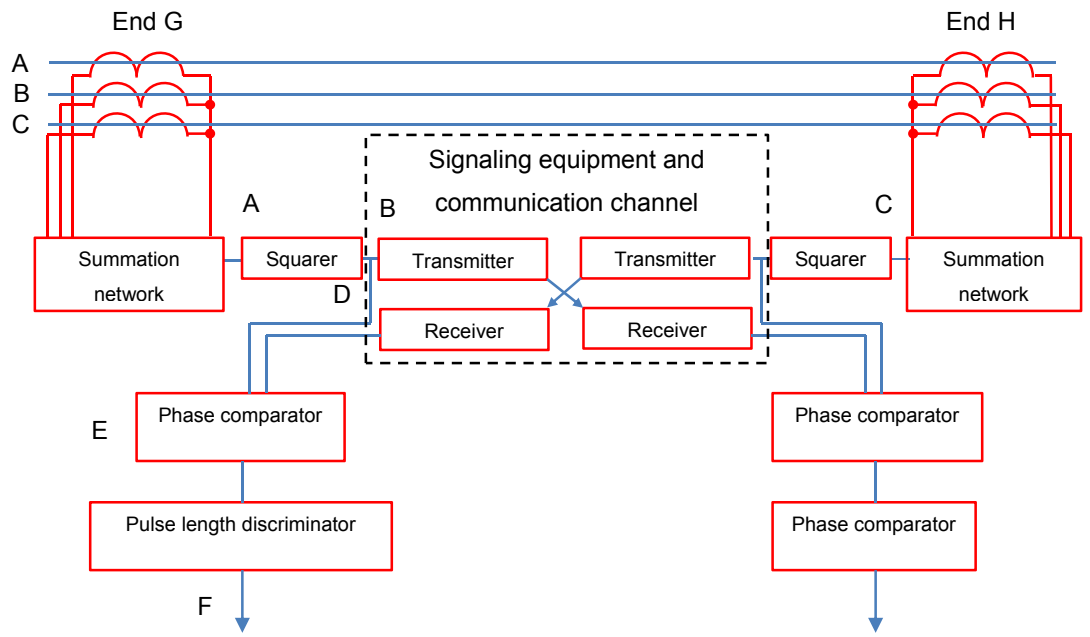 End G
End H
A
B
C
Signaling equipment and
communication channel
A
B
C
Summation
network
Squarer
Transmitter
Transmitter
Squarer
Summation
network
D
Receiver
Receiver
E
Phase comparator
Phase comparator
Pulse length discriminator
Phase comparator
F